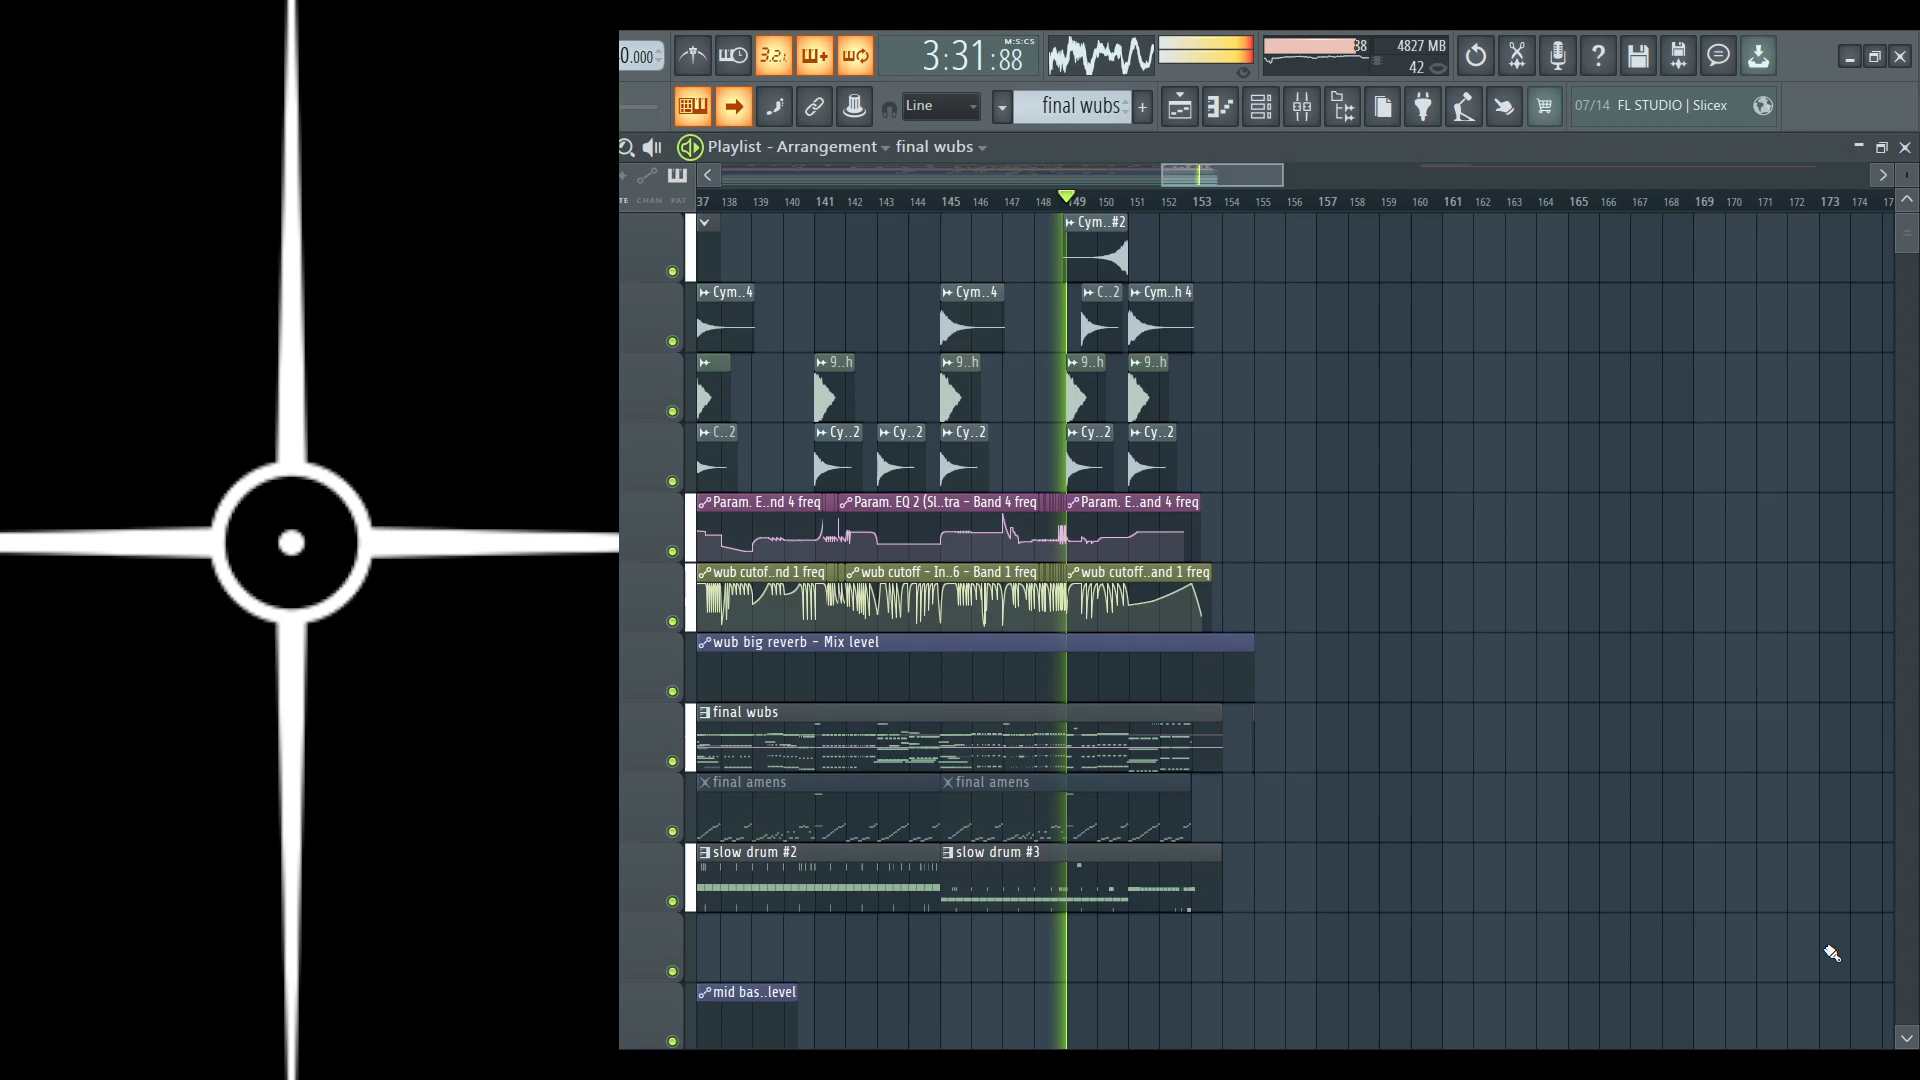 0.000
3.2.
M:S:CS
3:31:88
88
4827 MB
42
Line
final wubs
07/14 FL STUDIO | Slicex
Playlist - Arrangement final wubs
TE CHAN PAT
37 138 139 140 141 142 143 144 145 146 147 148 149 150 151 152 153 154 155 156 157 158 159 160 161 162 163 164 165 166 167 168 169 170 171 172 173 174 17
Cym..#2
Cym..4 Cym..4 C..2 Cym..h 4
9..h 9..h 9..h 9..h
C..2 Cy..2 Cy..2 Cy..2 Cy..2 Cy..2
Param. E..nd 4 freq Param. EQ 2 (Sl..tra - Band 4 freq Param. E..and 4 freq
wub cutof..nd 1 freq wub cutoff - In..6 - Band 1 freq wub cutoff..and 1 freq
wub big reverb - Mix level
final wubs
final amens final amens
slow drum #2 slow drum #3
mid bas..level